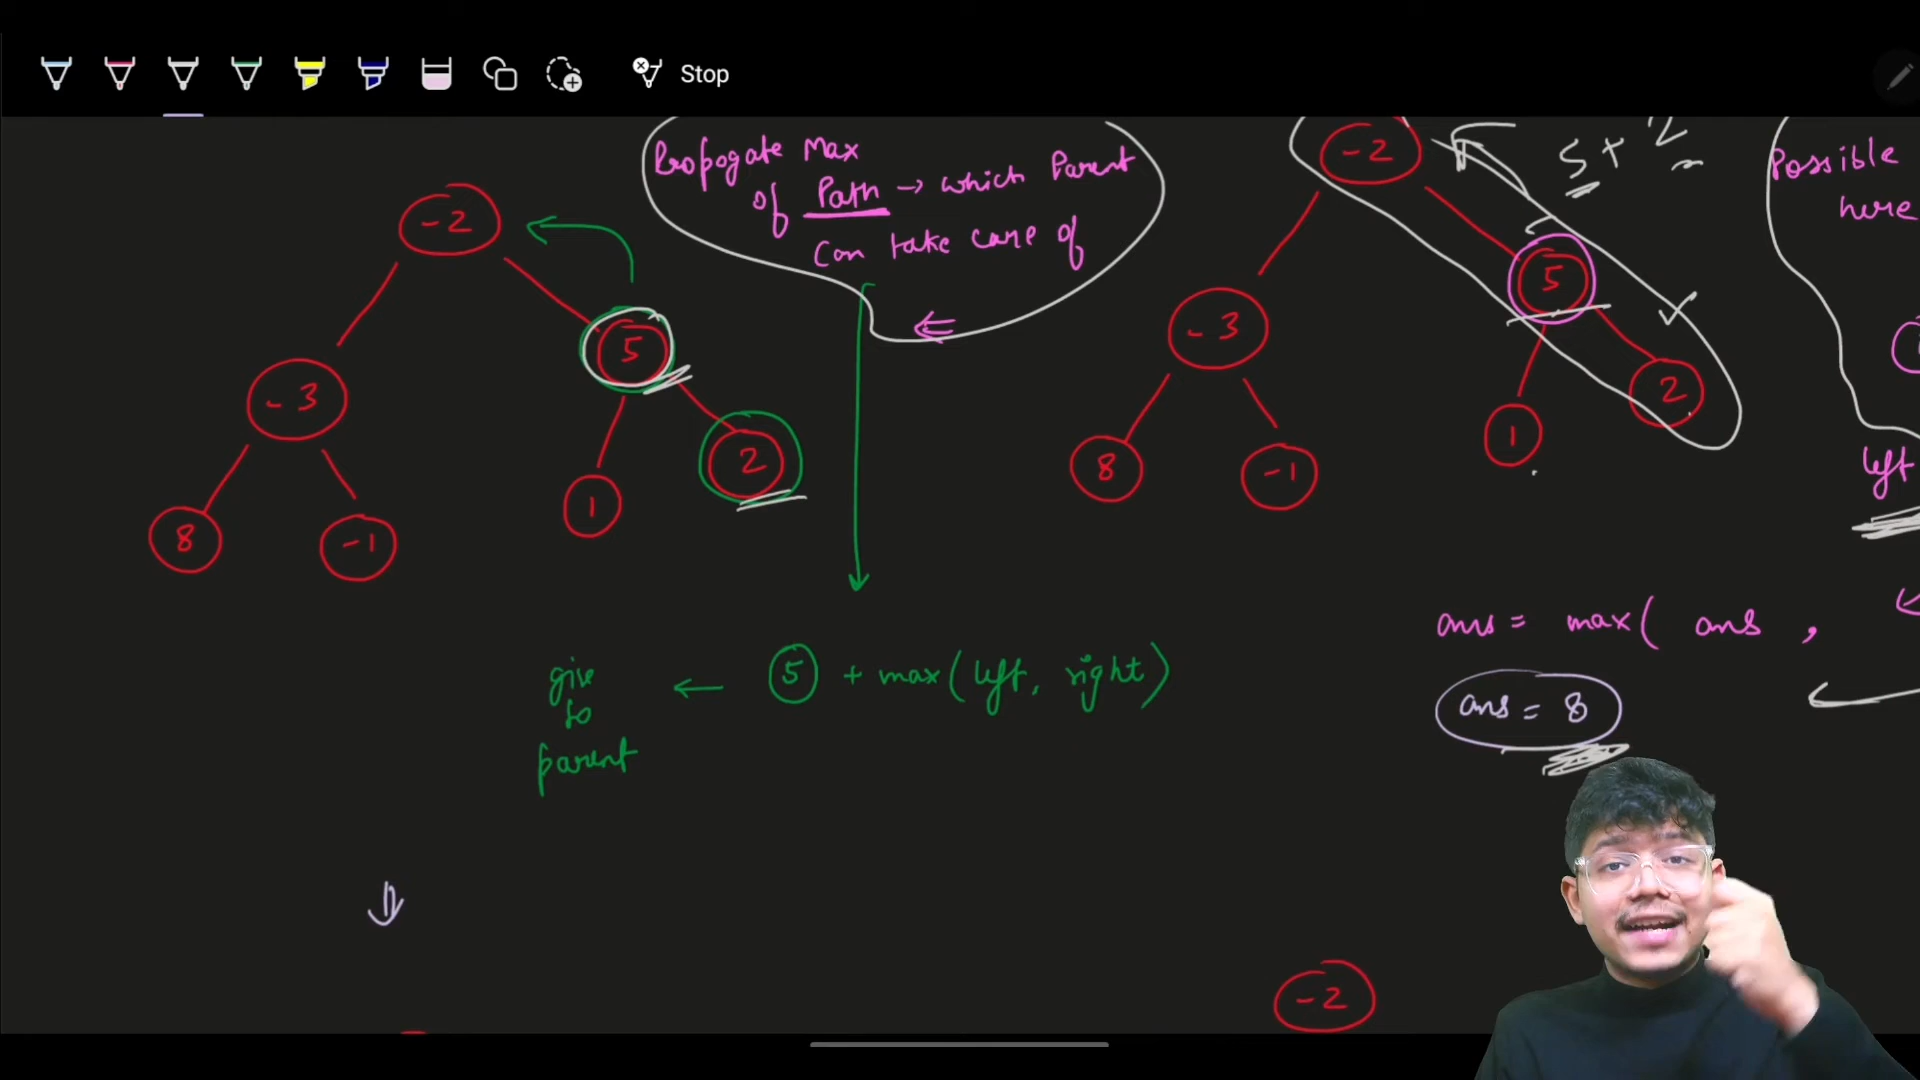 Stop
Propogate Max
of Path → which Parent
Can take care of
-2
5
-3
2
8
-1
1
-2
5 + 2
5
-3
2
8
-1
1
Possible
here
left
ans = max( ans ,
ans = 8
give ← 5 + max(left, right)
to
parent
-2